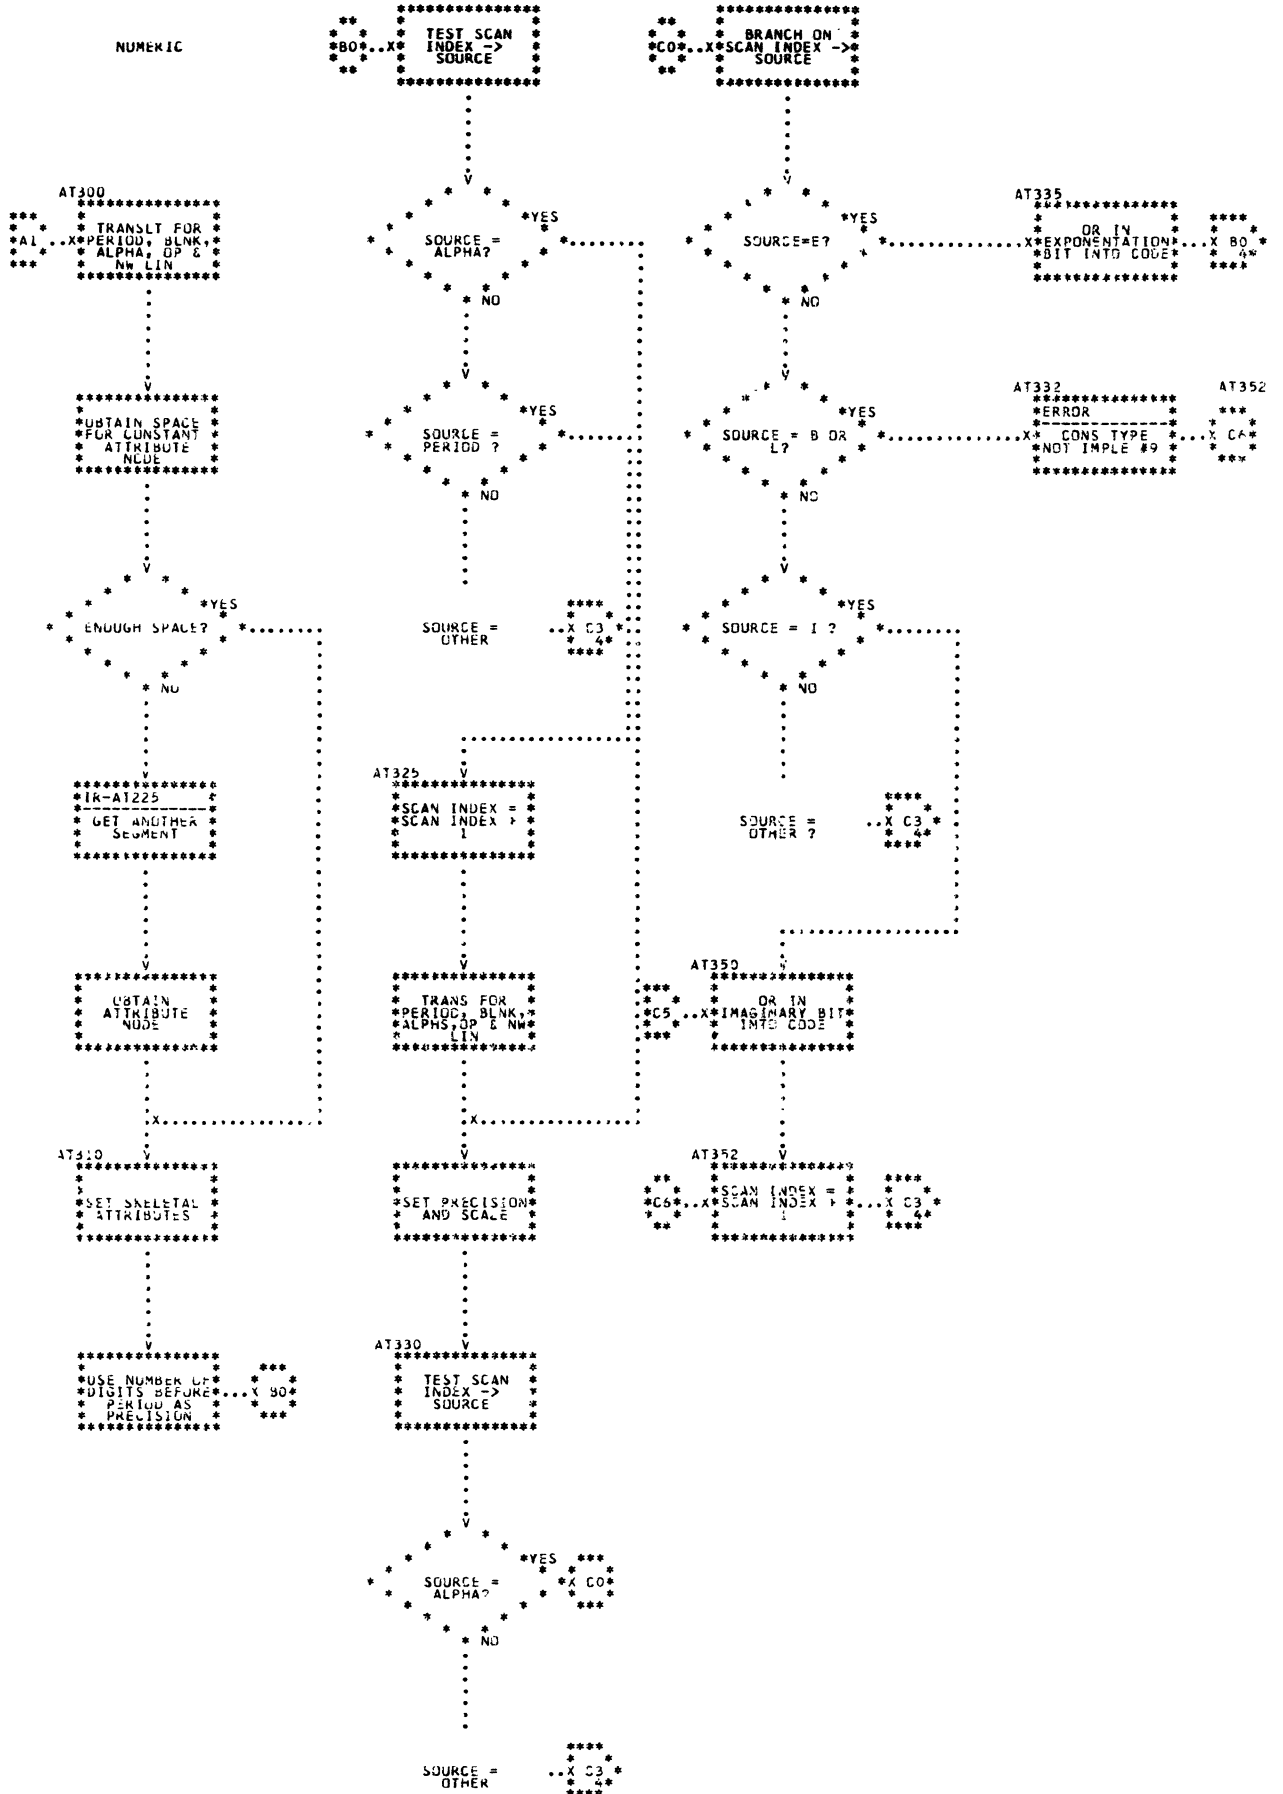 NUMERIC
AT300
A1
TRANSLT FOR
PERIOD, BLNK,
ALPHA, OP &
NW LIN
OBTAIN SPACE
FOR CONSTANT
ATTRIBUTE
NODE
ENOUGH SPACE?
YES
NO
IR-AT225
GET ANOTHER
SEGMENT
OBTAIN
ATTRIBUTE
NODE
AT310
SET SKELETAL
ATTRIBUTES
USE NUMBER OF
DIGITS BEFORE
PERIOD AS
PRECISION
X B0
B0
TEST SCAN
INDEX ->
SOURCE
SOURCE =
ALPHA?
YES
NO
SOURCE =
PERIOD ?
YES
NO
SOURCE =
OTHER
X C3
4
AT325
SCAN INDEX =
SCAN INDEX +
1
TRANS FOR
PERIOD, BLNK,
ALPHS,OP & NW
LIN
SET PRECISION
AND SCALE
AT330
TEST SCAN
INDEX ->
SOURCE
SOURCE =
ALPHA?
YES
X C0
NO
SOURCE =
OTHER
X C3
4
C0
BRANCH ON
SCAN INDEX ->
SOURCE
SOURCE=E?
YES
NO
AT335
OR IN
EXPONENTATION
BIT INTO CODE
X B0
4
SOURCE = B OR
L?
YES
NO
AT332
ERROR
CONS TYPE
NOT IMPLE #9
AT352
X C6
SOURCE = I ?
YES
NO
SOURCE =
OTHER ?
X C3
4
AT350
C5
OR IN
IMAGINARY BIT
INTO CODE
AT352
C6
SCAN INDEX =
SCAN INDEX +
1
X C3
4